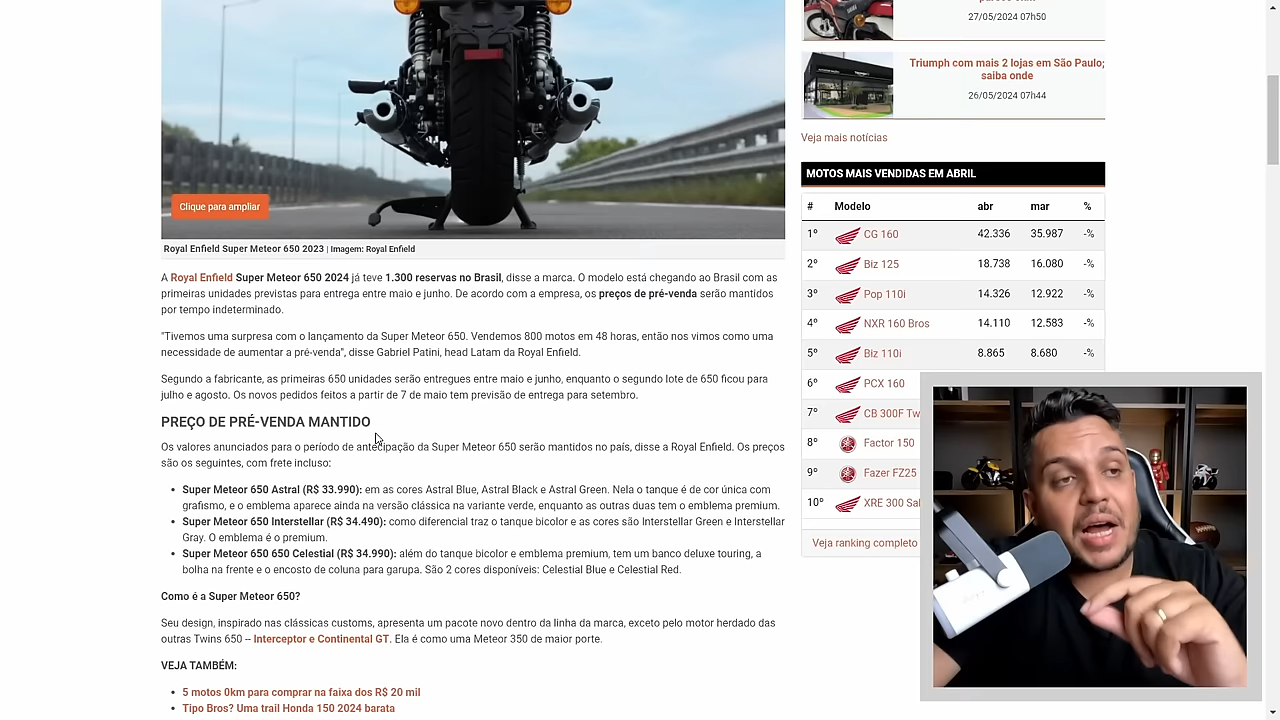 Clique para ampliar
Royal Enfield Super Meteor 650 2023 | Imagem: Royal Enfield
A Royal Enfield Super Meteor 650 2024 já teve 1.300 reservas no Brasil, disse a marca. O modelo está chegando ao Brasil com as
primeiras unidades previstas para entrega entre maio e junho. De acordo com a empresa, os preços de pré-venda serão mantidos
por tempo indeterminado.
"Tivemos uma surpresa com o lançamento da Super Meteor 650. Vendemos 800 motos em 48 horas, então nos vimos como uma
necessidade de aumentar a pré-venda", disse Gabriel Patini, head Latam da Royal Enfield.
Segundo a fabricante, as primeiras 650 unidades serão entregues entre maio e junho, enquanto o segundo lote de 650 ficou para
julho e agosto. Os novos pedidos feitos a partir de 7 de maio tem previsão de entrega para setembro.
PREÇO DE PRÉ-VENDA MANTIDO
Os valores anunciados para o período de antecipação da Super Meteor 650 serão mantidos no país, disse a Royal Enfield. Os preços
são os seguintes, com frete incluso:
• Super Meteor 650 Astral (R$ 33.990): em as cores Astral Blue, Astral Black e Astral Green. Nela o tanque é de cor única com
grafismo, e o emblema aparece ainda na versão clássica na variante verde, enquanto as outras duas tem o emblema premium.
• Super Meteor 650 Interstellar (R$ 34.490): como diferencial traz o tanque bicolor e as cores são Interstellar Green e Interstellar
Gray. O emblema é o premium.
• Super Meteor 650 650 Celestial (R$ 34.990): além do tanque bicolor e emblema premium, tem um banco deluxe touring, a
bolha na frente e o encosto de coluna para garupa. São 2 cores disponíveis: Celestial Blue e Celestial Red.
Como é a Super Meteor 650?
Seu design, inspirado nas clássicas customs, apresenta um pacote novo dentro da linha da marca, exceto pelo motor herdado das
outras Twins 650 -- Interceptor e Continental GT. Ela é como uma Meteor 350 de maior porte.
VEJA TAMBÉM:
• 5 motos 0km para comprar na faixa dos R$ 20 mil
• Tipo Bros? Uma trail Honda 150 2024 barata
27/05/2024 07h50
Triumph com mais 2 lojas em São Paulo;
saiba onde
26/05/2024 07h44
Veja mais notícias
MOTOS MAIS VENDIDAS EM ABRIL
# Modelo abr mar %
1º CG 160 42.336 35.987 -%
2º Biz 125 18.738 16.080 -%
3º Pop 110i 14.326 12.922 -%
4º NXR 160 Bros 14.110 12.583 -%
5º Biz 110i 8.865 8.680 -%
6º PCX 160
7º CB 300F Tw
8º Factor 150
9º Fazer FZ25
10º XRE 300 Sa
Veja ranking completo